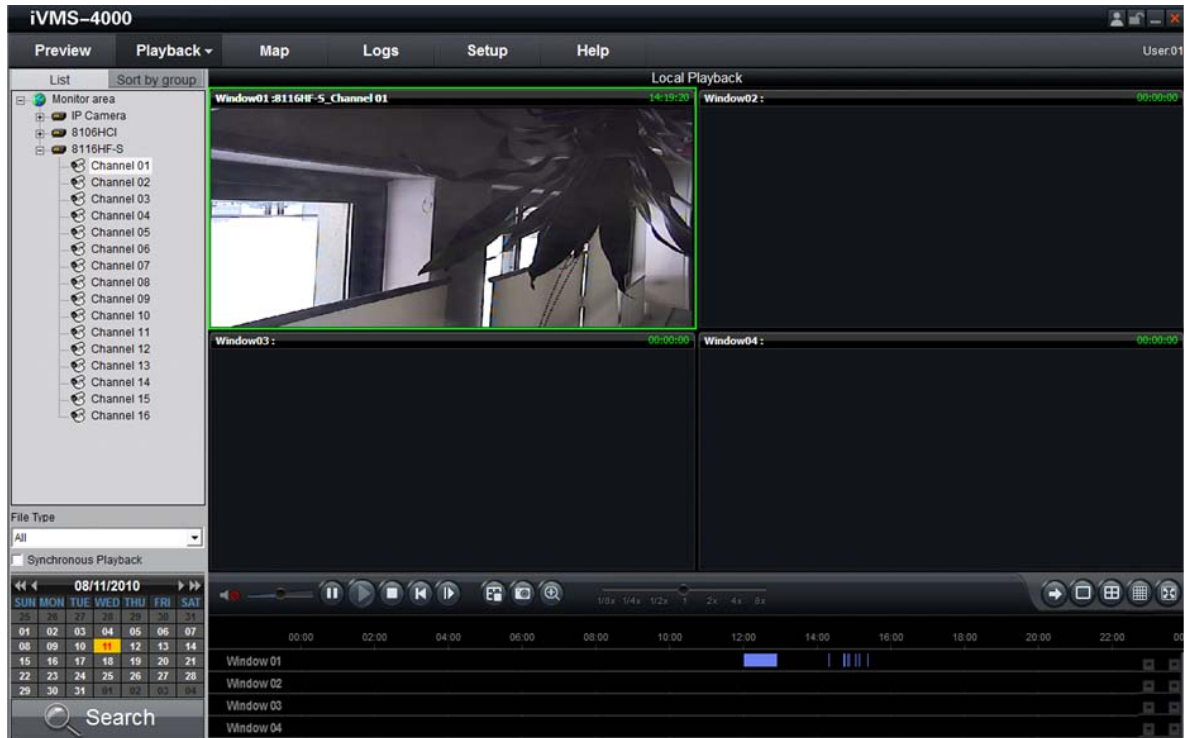 iVMS-4000
Preview Playback Map Logs Setup Help User:01
List Sort by group
Local Playback
Monitor area
IP Camera
8106HCI
8116HF-S
Channel 01
Channel 02
Channel 03
Channel 04
Channel 05
Channel 06
Channel 07
Channel 08
Channel 09
Channel 10
Channel 11
Channel 12
Channel 13
Channel 14
Channel 15
Channel 16
Window01 :8116HF-S_Channel 01 14:19:20
Window02 : 00:00:00
Window03 : 00:00:00
Window04 : 00:00:00
File Type
All
Synchronous Playback
08/11/2010
SUN MON TUE WED THU FRI SAT
25 26 27 28 29 30 31
01 02 03 04 05 06 07
08 09 10 11 12 13 14
15 16 17 18 19 20 21
22 23 24 25 26 27 28
29 30 31 01 02 03 04
Search
1/8x 1/4x 1/2x 1 2x 4x 8x
00:00 02:00 04:00 06:00 08:00 10:00 12:00 14:00 16:00 18:00 20:00 22:00 00
Window 01
Window 02
Window 03
Window 04